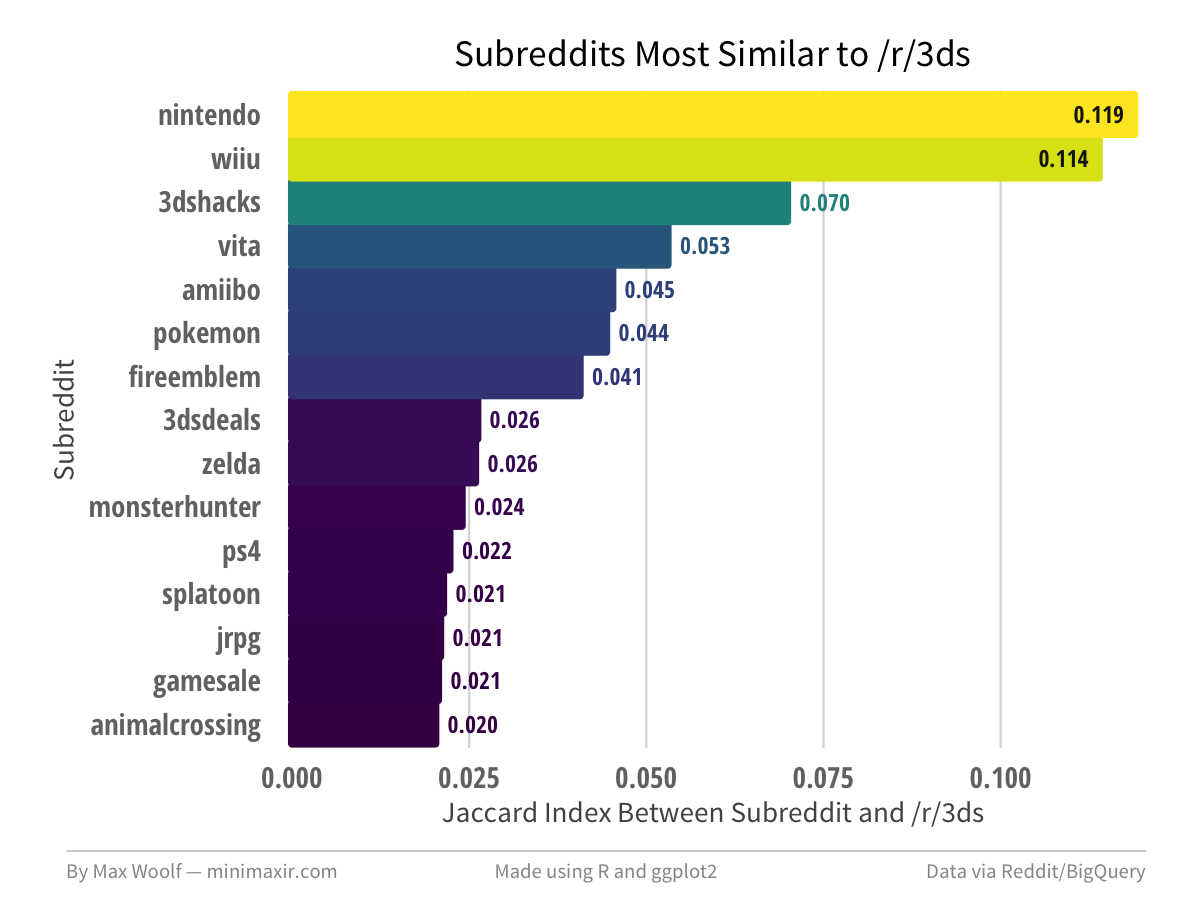 Subreddits Most Similar to /r/3ds
nintendo 0.119
wiiu 0.114
3dshacks 0.070
vita 0.053
amiibo 0.045
pokemon 0.044
fireemblem 0.041
3dsdeals 0.026
zelda 0.026
monsterhunter 0.024
ps4 0.022
splatoon 0.021
jrpg 0.021
gamesale 0.021
animalcrossing 0.020
Subreddit
0.000 0.025 0.050 0.075 0.100
Jaccard Index Between Subreddit and /r/3ds
By Max Woolf — minimaxir.com Made using R and ggplot2 Data via Reddit/BigQuery